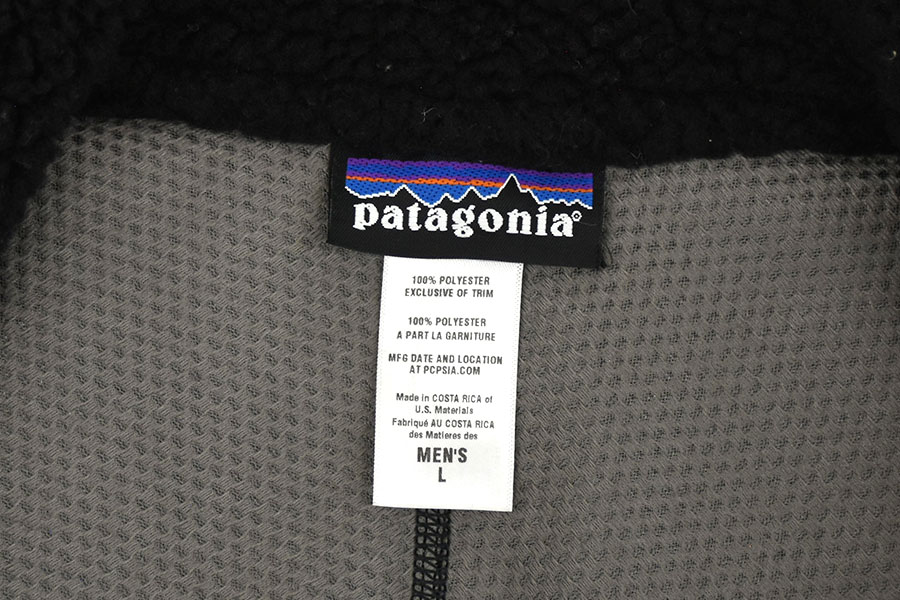 patagonia®
100% POLYESTER
EXCLUSIVE OF TRIM
100% POLYESTER
A PART LA GARNITURE
MFG DATE AND LOCATION
AT PCPSIA.COM
Made in COSTA RICA of
U.S. Materials
Fabriqué AU COSTA RICA
des Matieres des
MEN'S
L